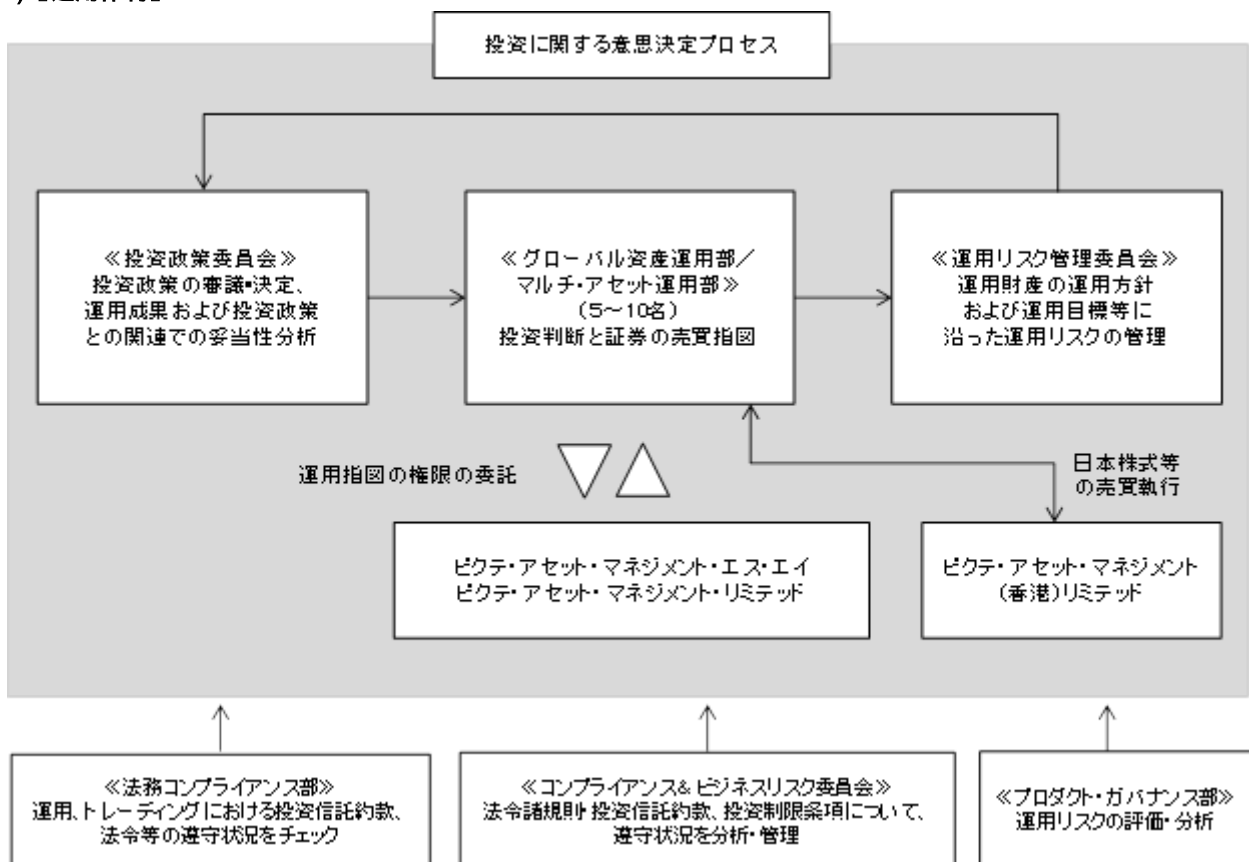 投資に関する意思決定プロセス
≪投資政策委員会≫
投資政策の審議・決定、
運用成果および投資政策
との関連での妥当性分析
≪グローバル資産運用部／
マルチ・アセット運用部≫
（5～10名）
投資判断と証券の売買指図
≪運用リスク管理委員会≫
運用財産の運用方針
および運用目標等に
沿った運用リスクの管理
運用指図の権限の委託
日本株式等
の売買執行
ピクテ・アセット・マネジメント・エス・エイ
ピクテ・アセット・マネジメント・リミテッド
ピクテ・アセット・マネジメント
（香港）リミテッド
≪法務コンプライアンス部≫
運用、トレーディングにおける投資信託約款、
法令等の遵守状況をチェック
≪コンプライアンス&ビジネスリスク委員会≫
法令諸規則・投資信託約款、投資制限条項について、
遵守状況を分析・管理
≪プロダクト・ガバナンス部≫
運用リスクの評価・分析